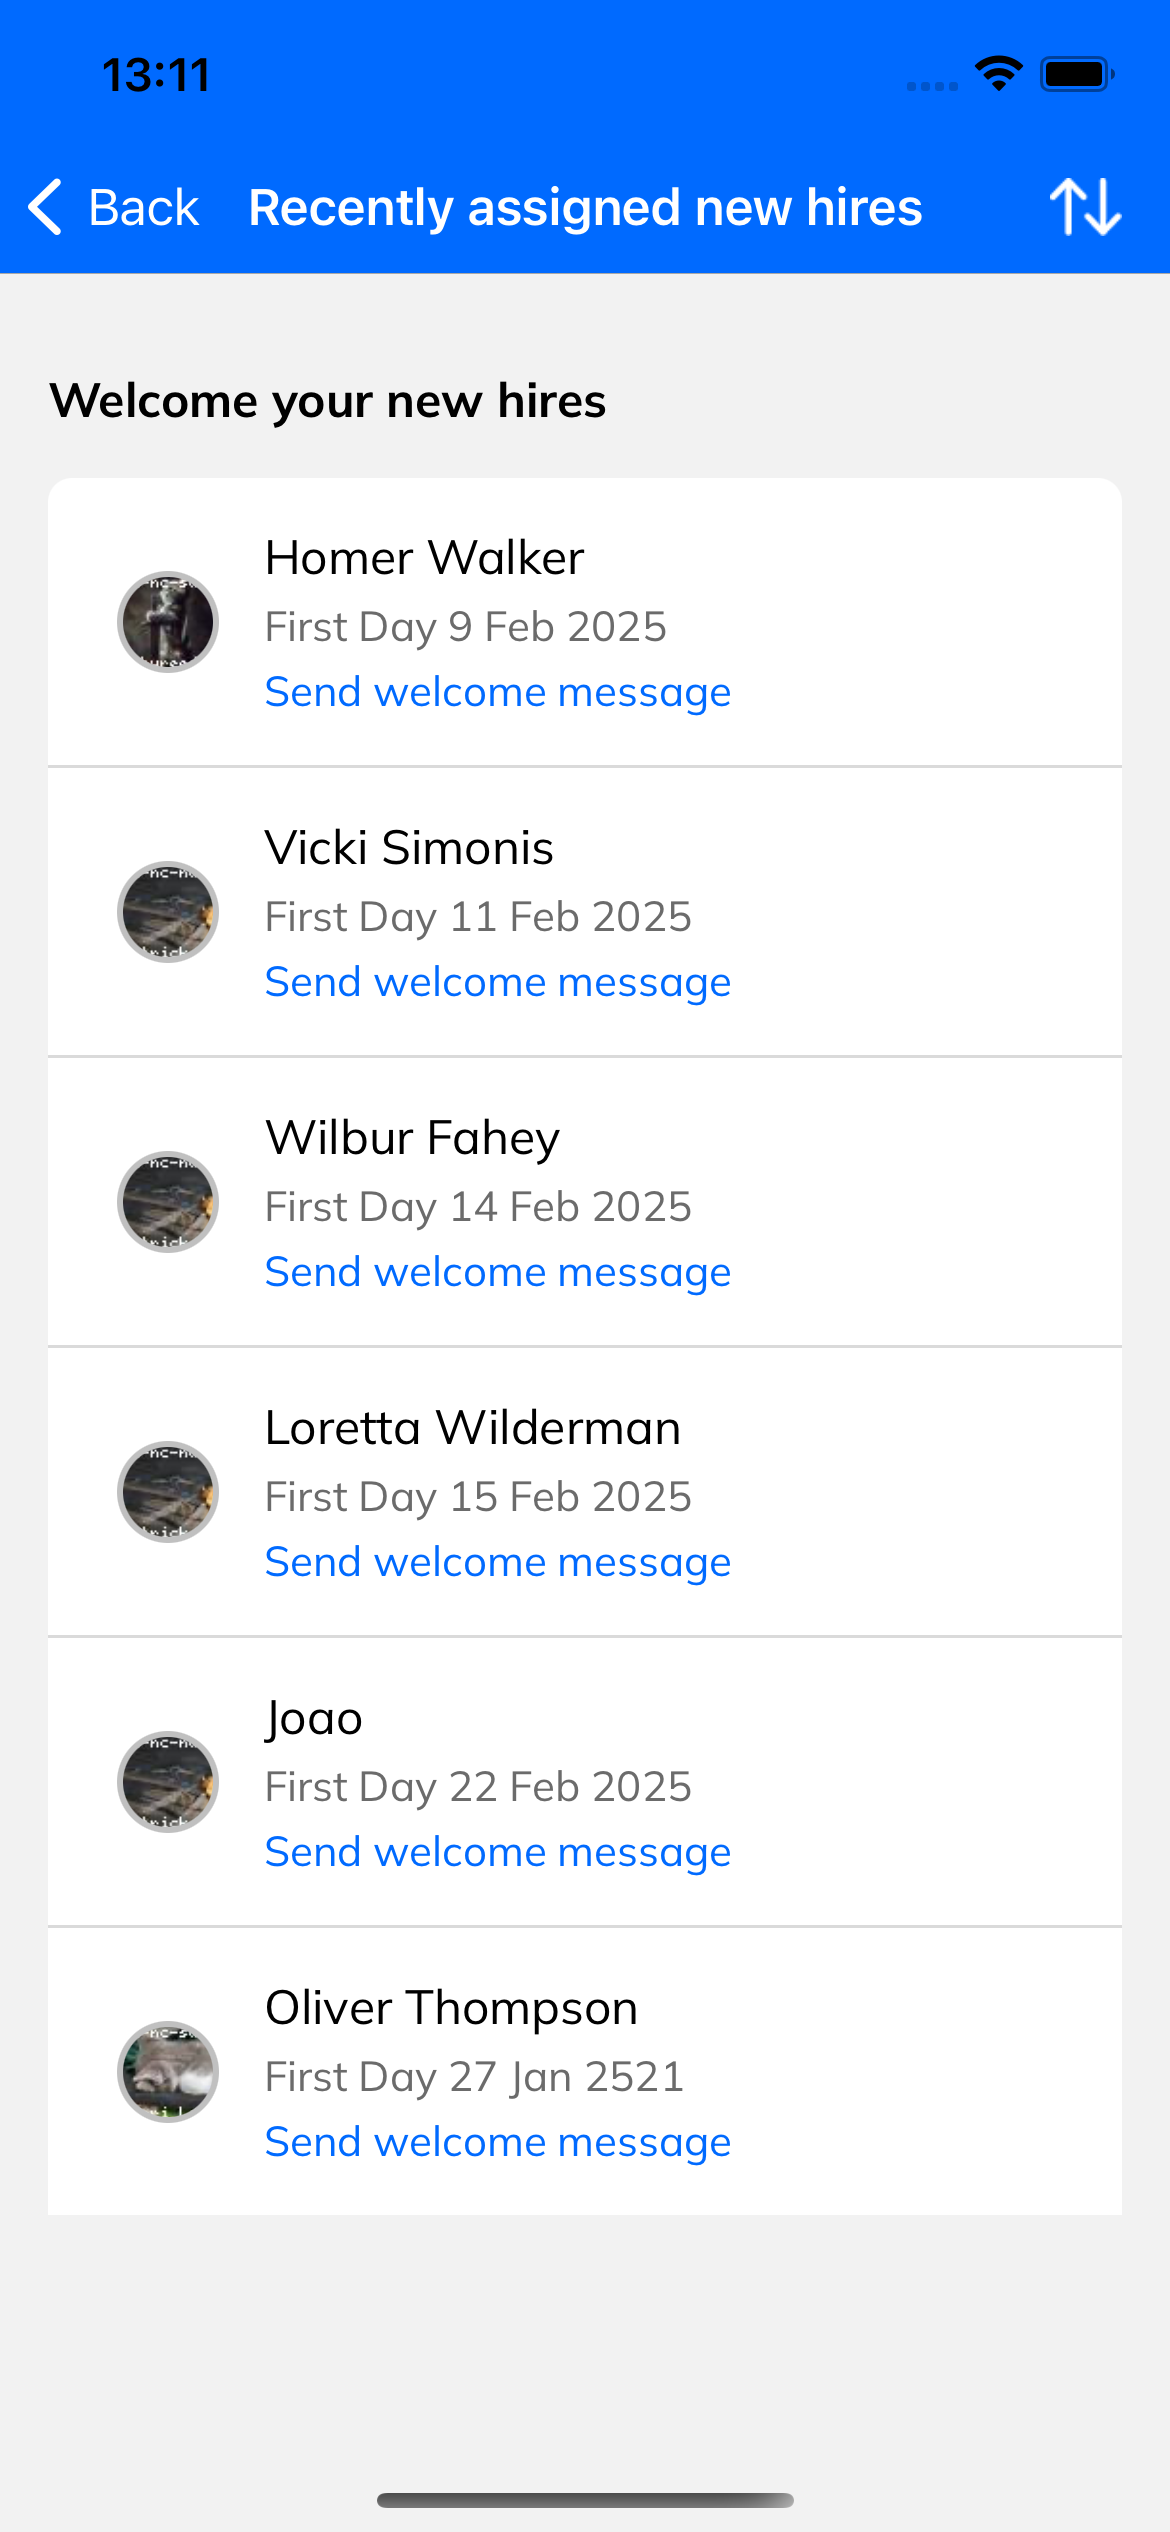 13:11
Back Recently assigned new hires
Welcome your new hires
Homer Walker
First Day 9 Feb 2025
Send welcome message
Vicki Simonis
First Day 11 Feb 2025
Send welcome message
Wilbur Fahey
First Day 14 Feb 2025
Send welcome message
Loretta Wilderman
First Day 15 Feb 2025
Send welcome message
Joao
First Day 22 Feb 2025
Send welcome message
Oliver Thompson
First Day 27 Jan 2521
Send welcome message